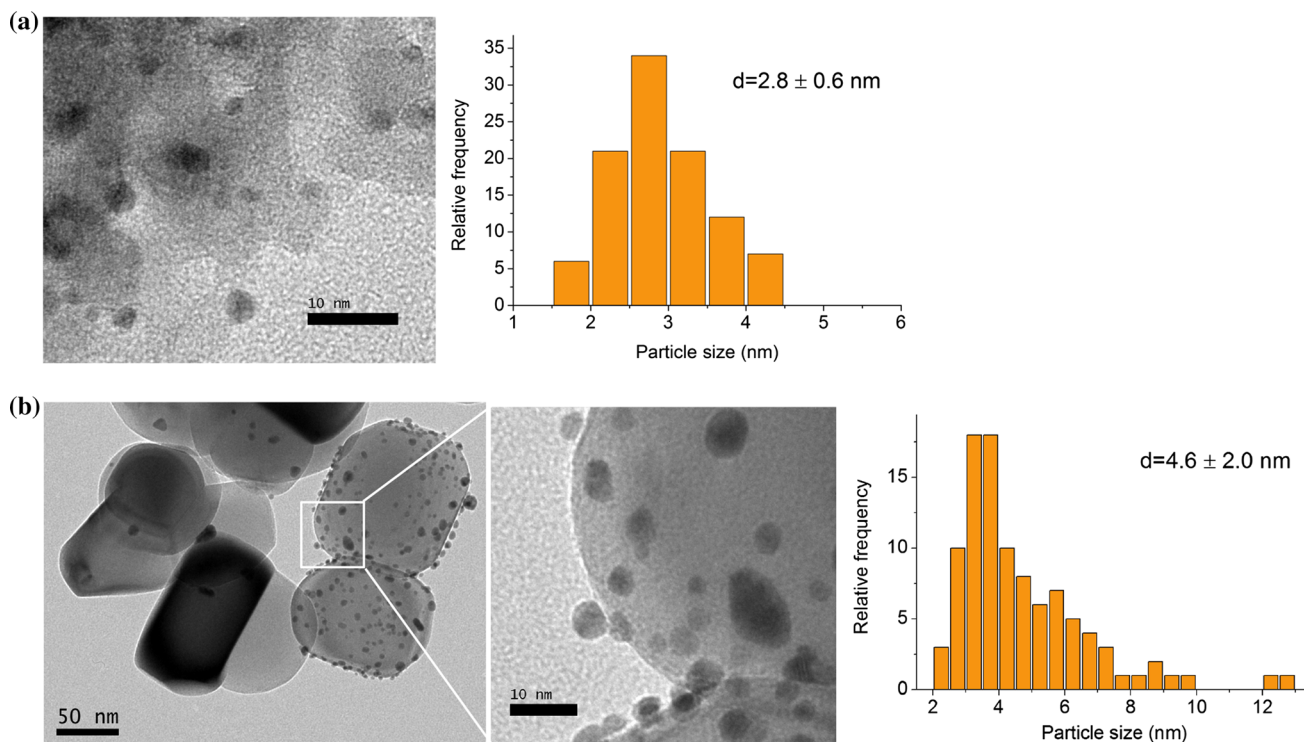 (a)
10 nm
Relative frequency
35
30
25
20
15
10
5
0
d=2.8 ± 0.6 nm
1 2 3 4 5 6
Particle size (nm)
(b)
50 nm
10 nm
Relative frequency
15
10
5
0
d=4.6 ± 2.0 nm
2 4 6 8 10 12
Particle size (nm)